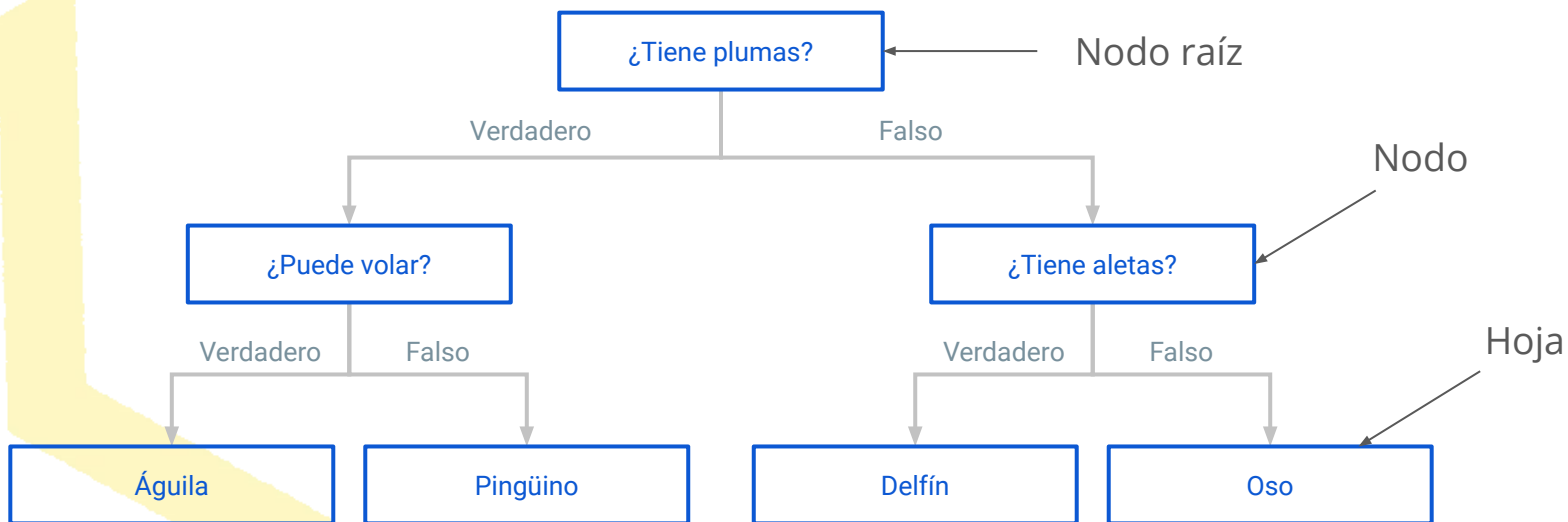 ¿Tiene plumas?
Nodo raíz
Verdadero
Falso
Nodo
¿Puede volar?
¿Tiene aletas?
Verdadero
Falso
Verdadero
Falso
Hoja
Águila
Pingüino
Delfín
Oso